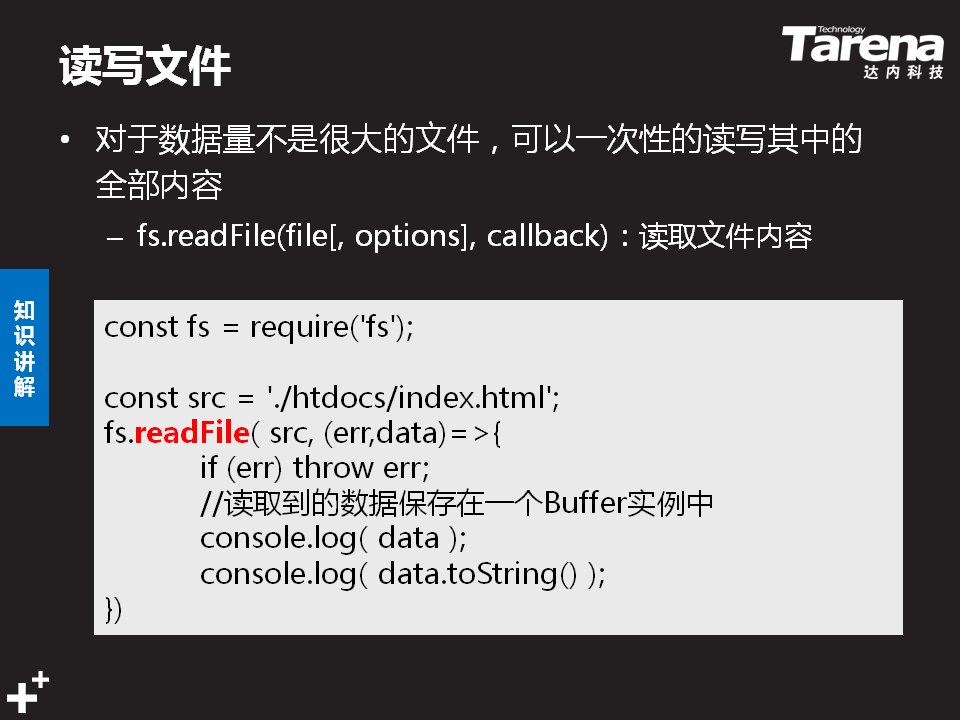 读写文件
Technology
Tarena
达内科技
• 对于数据量不是很大的文件，可以一次性的读写其中的
全部内容
– fs.readFile(file[, options], callback)：读取文件内容
知识讲解
const fs = require('fs');
const src = './htdocs/index.html';
fs.readFile( src, (err,data)=>{
if (err) throw err;
//读取到的数据保存在一个Buffer实例中
console.log( data );
console.log( data.toString() );
})